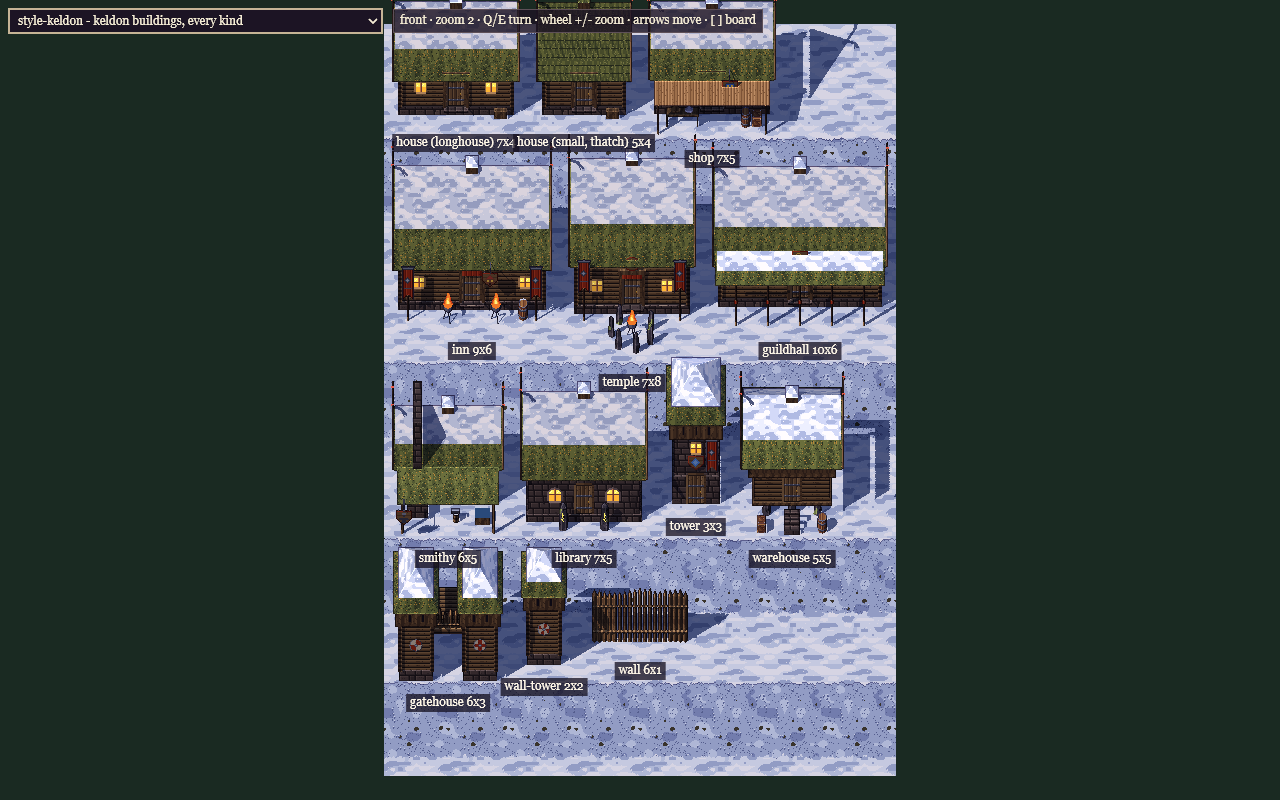 style-keldon - keldon buildings, every kind
front · zoom 2 · Q/E turn · wheel +/- zoom · arrows move · [ ] board
house (longhouse) 7x4
house (small, thatch) 5x4
shop 7x5
inn 9x6
guildhall 10x6
temple 7x8
tower 3x3
smithy 6x5
library 7x5
warehouse 5x5
wall 6x1
wall-tower 2x2
gatehouse 6x3